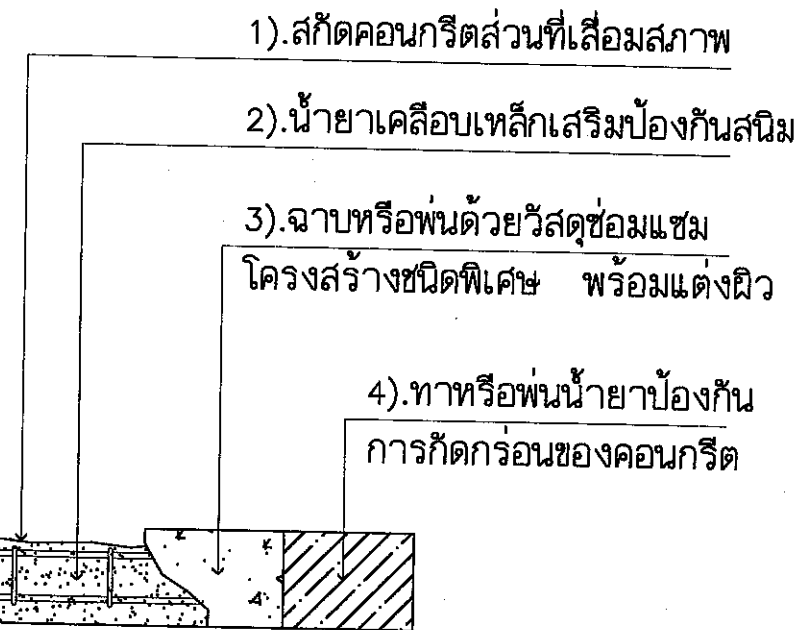 1).สกัดคอนกรีตส่วนที่เสื่อมสภาพ
2).น้ำยาเคลือบเหล็กเสริมป้องกันสนิม
3).ฉาบหรือพ่นด้วยวัสดุซ่อมแซม
โครงสร้างชนิดพิเศษ พร้อมแต่งผิว
4).ทาหรือพ่นน้ำยาป้องกัน
การกัดกร่อนของคอนกรีต